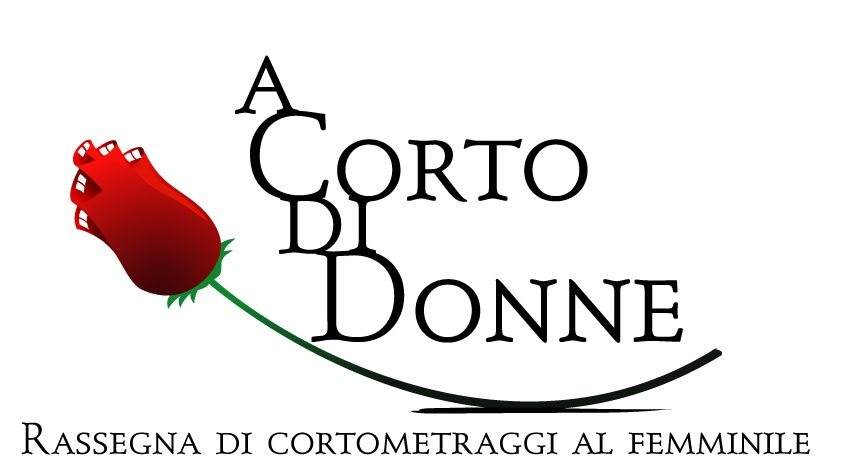 A
Corto
di
Donne
Rassegna di cortometraggi al femminile